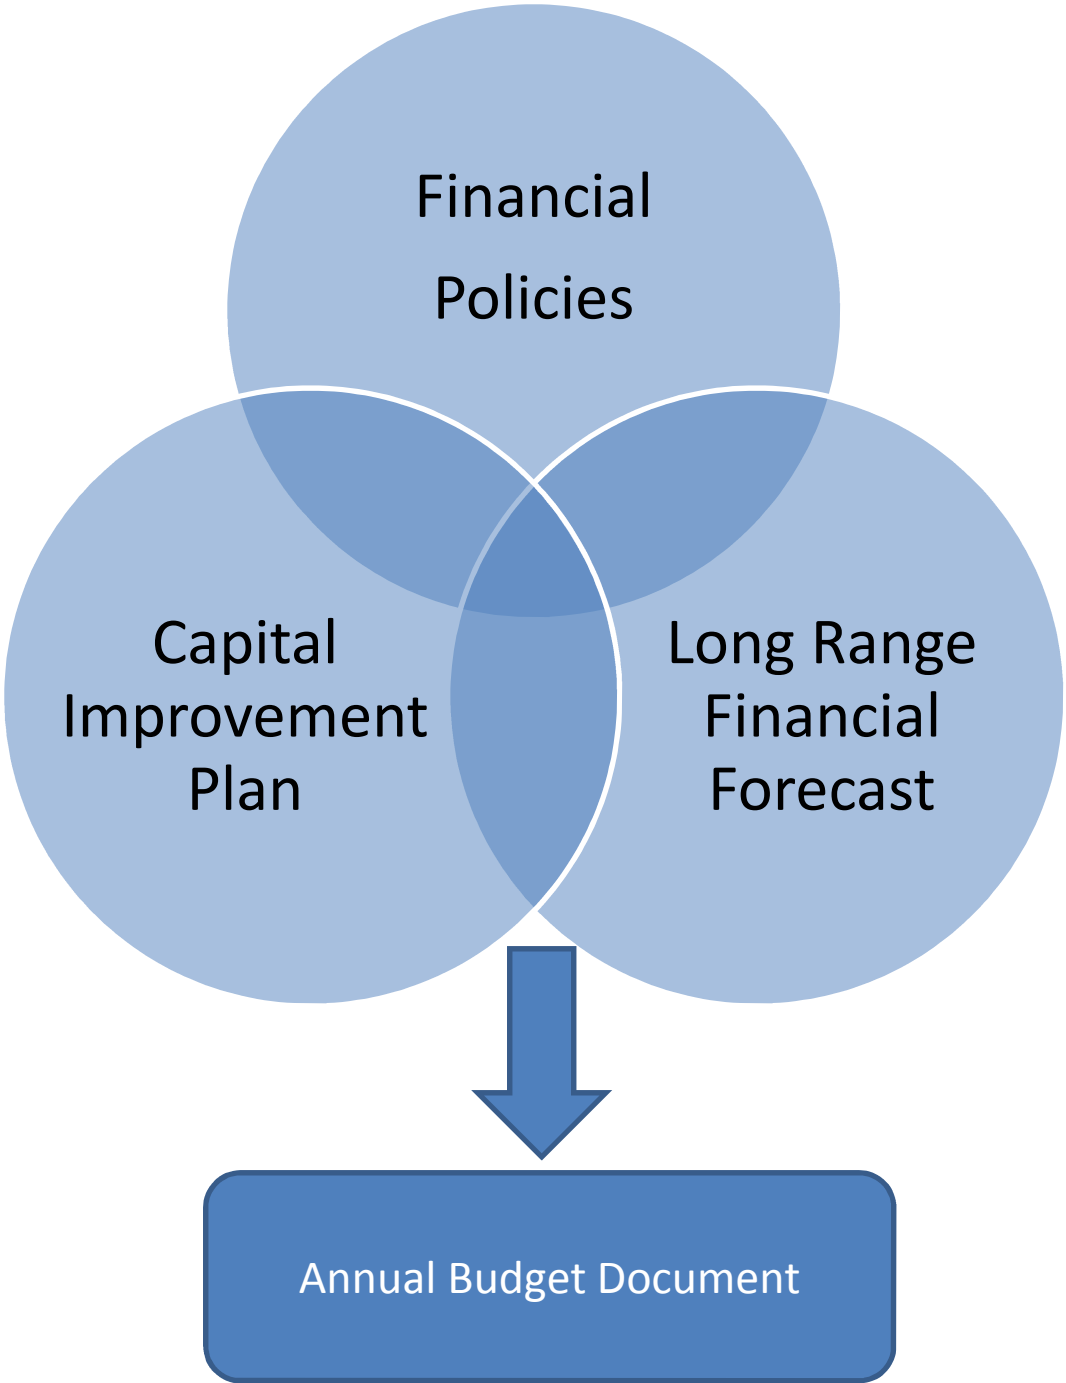 Financial
Policies
Capital
Improvement
Plan
Long Range
Financial
Forecast
Annual Budget Document